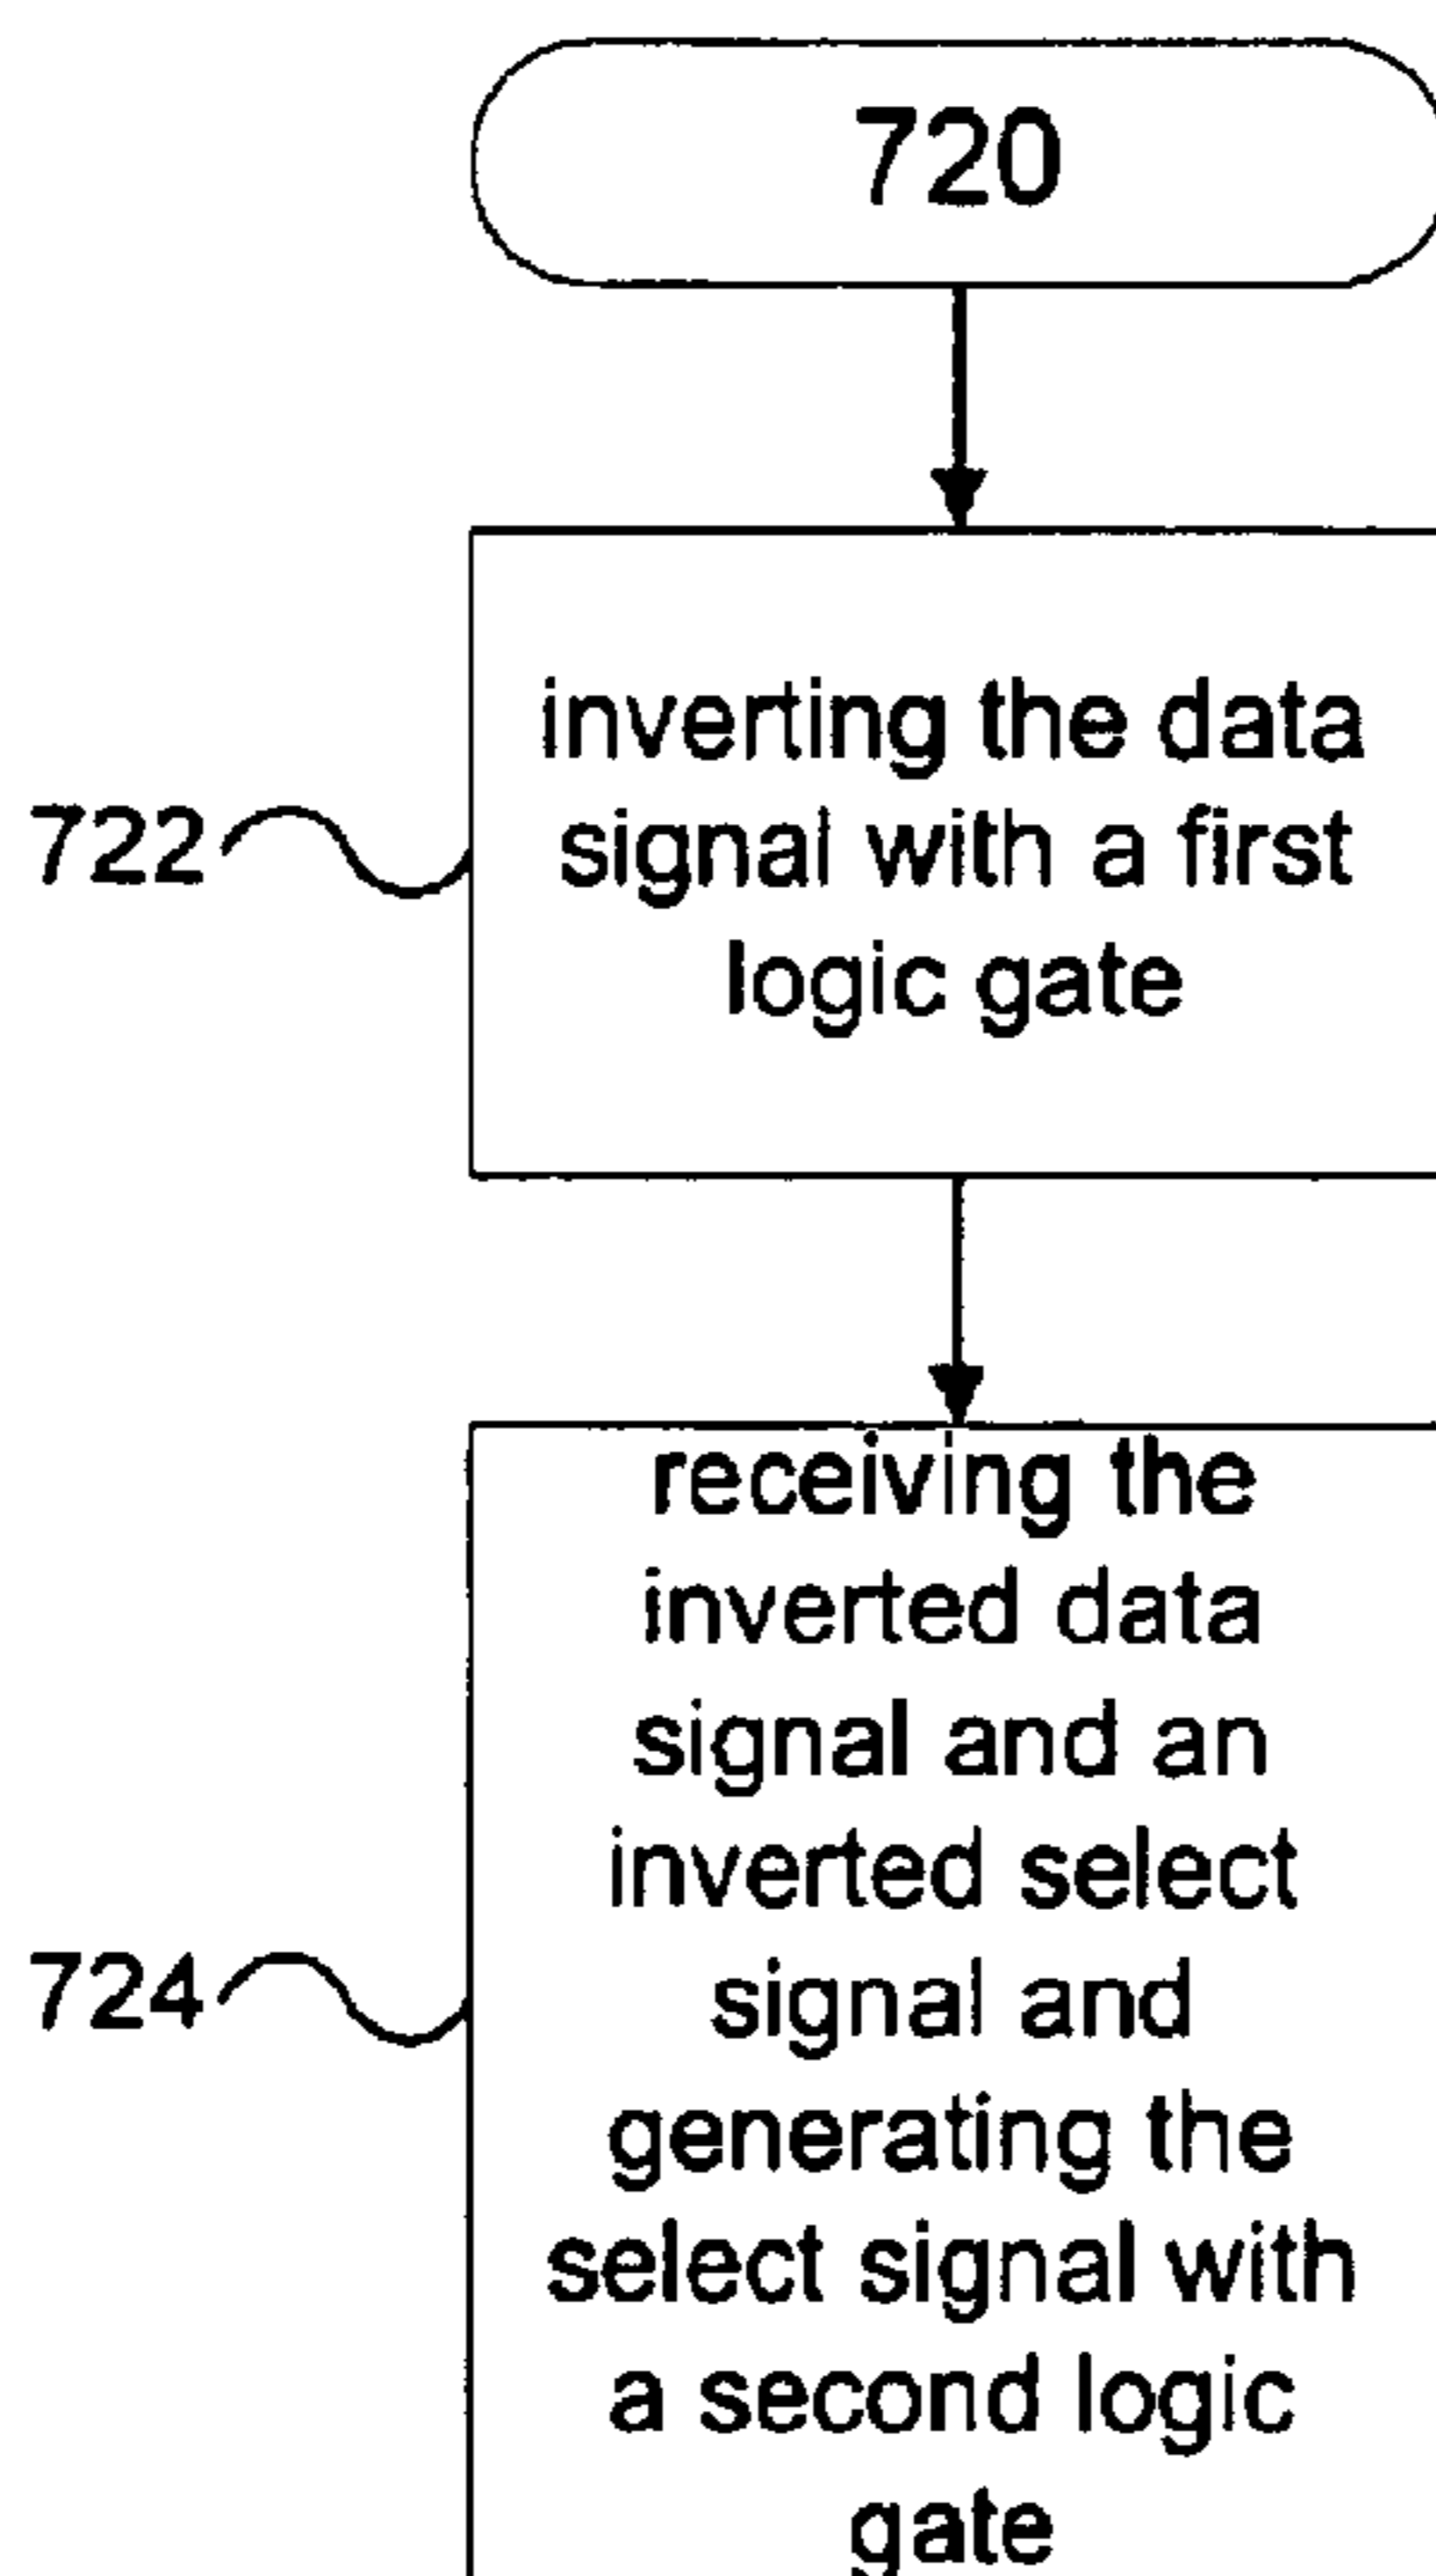 720
inverting the data
signal with a first
logic gate
722
receiving the
inverted data
signal and an
inverted select
signal and
generating the
select signal with
a second logic
gate
724